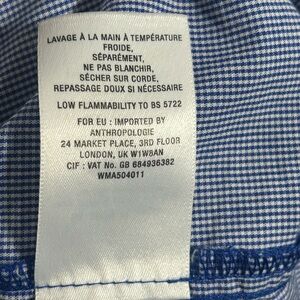 LAVAGE À LA MAIN À TEMPÉRATURE
FROIDE,
SÉPARÉMENT,
NE PAS BLANCHIR,
SÉCHER SUR CORDE,
REPASSAGE DOUX SI NÉCESSAIRE
LOW FLAMMABILITY TO BS 5722
FOR EU : IMPORTED BY
ANTHROPOLOGIE
24 MARKET PLACE, 3RD FLOOR
LONDON, UK W1W8AN
CIF : VAT No. GB 684936382
WMA504011